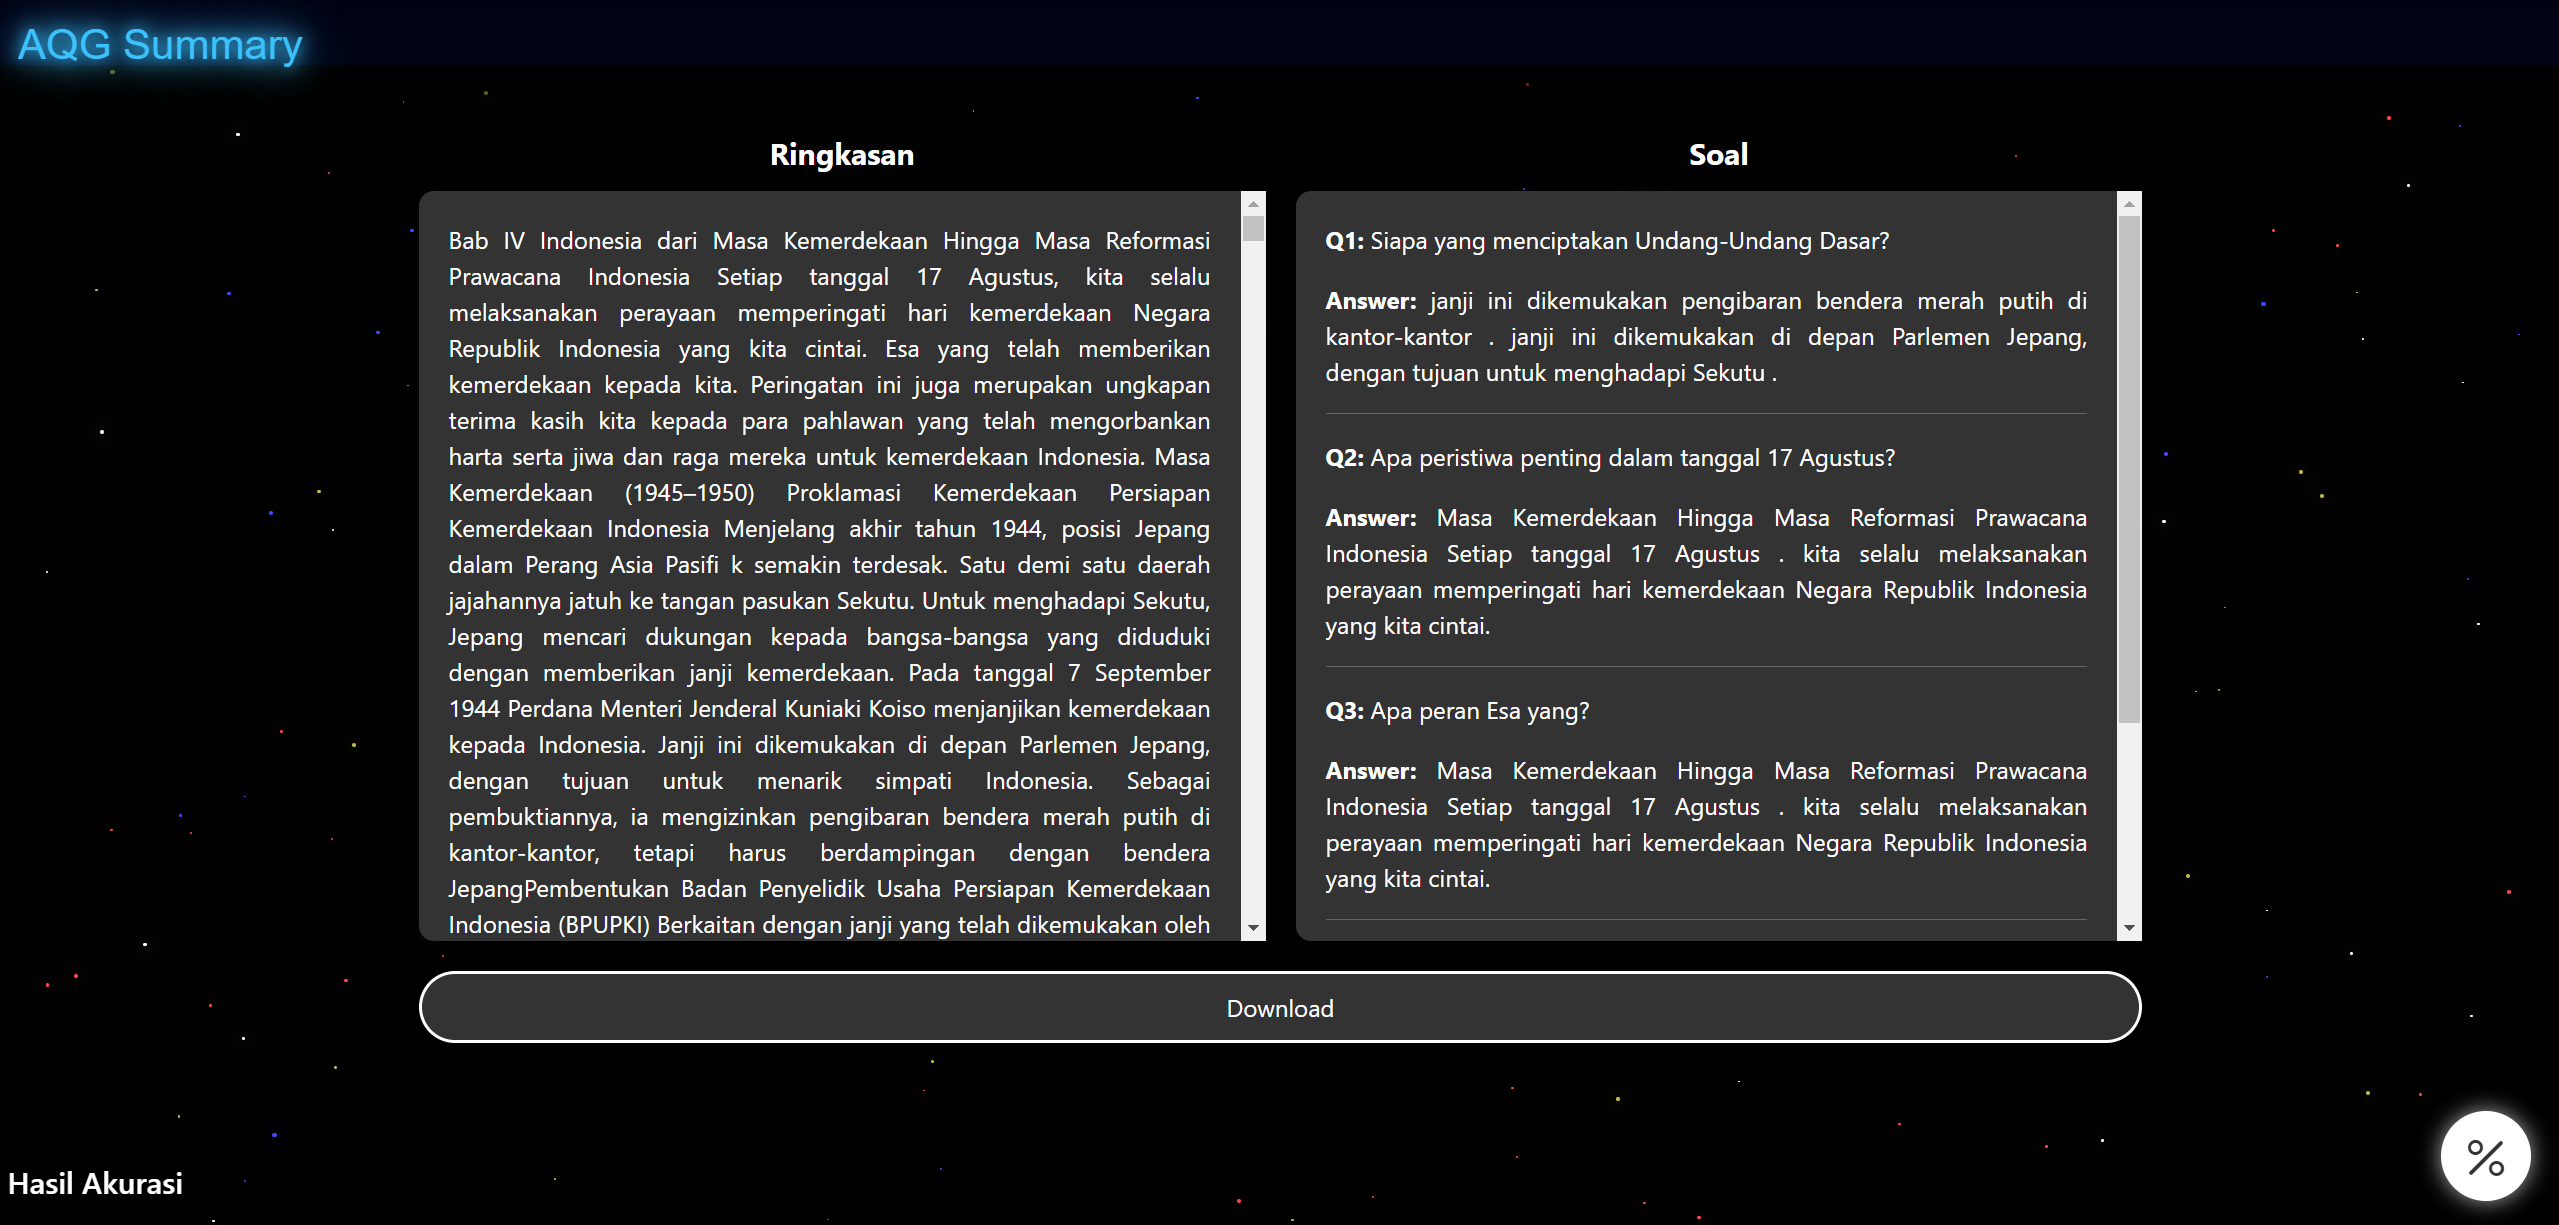 AQG Summary
Ringkasan
Bab IV Indonesia dari Masa Kemerdekaan Hingga Masa Reformasi
Prawacana Indonesia Setiap tanggal 17 Agustus, kita selalu
melaksanakan perayaan memperingati hari kemerdekaan Negara
Republik Indonesia yang kita cintai. Esa yang telah memberikan
kemerdekaan kepada kita. Peringatan ini juga merupakan ungkapan
terima kasih kita kepada para pahlawan yang telah mengorbankan
harta serta jiwa dan raga mereka untuk kemerdekaan Indonesia. Masa
Kemerdekaan (1945–1950) Proklamasi Kemerdekaan Persiapan
Kemerdekaan Indonesia Menjelang akhir tahun 1944, posisi Jepang
dalam Perang Asia Pasifi k semakin terdesak. Satu demi satu daerah
jajahannya jatuh ke tangan pasukan Sekutu. Untuk menghadapi Sekutu,
Jepang mencari dukungan kepada bangsa-bangsa yang diduduki
dengan memberikan janji kemerdekaan. Pada tanggal 7 September
1944 Perdana Menteri Jenderal Kuniaki Koiso menjanjikan kemerdekaan
kepada Indonesia. Janji ini dikemukakan di depan Parlemen Jepang,
dengan tujuan untuk menarik simpati Indonesia. Sebagai
pembuktiannya, ia mengizinkan pengibaran bendera merah putih di
kantor-kantor, tetapi harus berdampingan dengan bendera
JepangPembentukan Badan Penyelidik Usaha Persiapan Kemerdekaan
Indonesia (BPUPKI) Berkaitan dengan janji yang telah dikemukakan oleh
Soal
Q1: Siapa yang menciptakan Undang-Undang Dasar?
Answer: janji ini dikemukakan pengibaran bendera merah putih di
kantor-kantor . janji ini dikemukakan di depan Parlemen Jepang,
dengan tujuan untuk menghadapi Sekutu .
Q2: Apa peristiwa penting dalam tanggal 17 Agustus?
Answer: Masa Kemerdekaan Hingga Masa Reformasi Prawacana
Indonesia Setiap tanggal 17 Agustus . kita selalu melaksanakan
perayaan memperingati hari kemerdekaan Negara Republik Indonesia
yang kita cintai.
Q3: Apa peran Esa yang?
Answer: Masa Kemerdekaan Hingga Masa Reformasi Prawacana
Indonesia Setiap tanggal 17 Agustus . kita selalu melaksanakan
perayaan memperingati hari kemerdekaan Negara Republik Indonesia
yang kita cintai.
Download
Hasil Akurasi
%